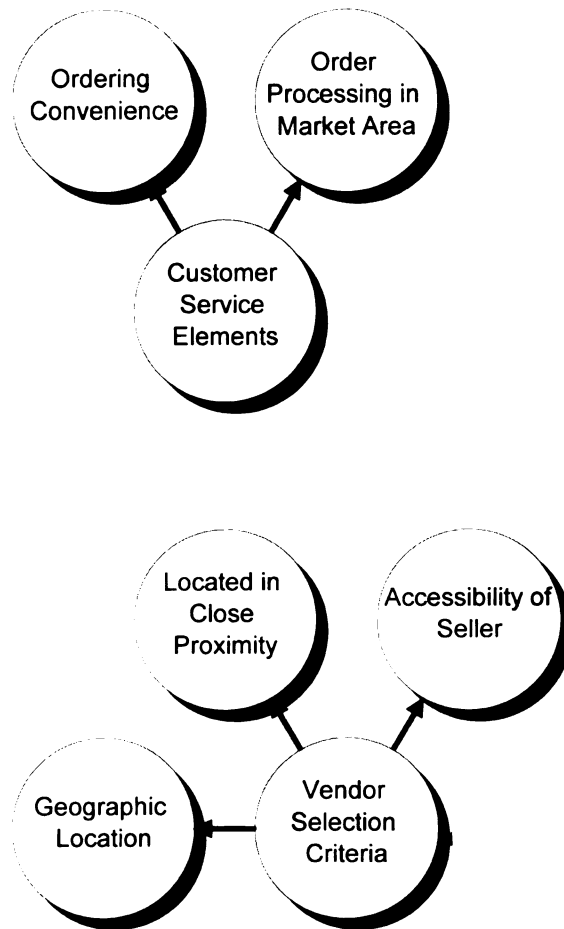 Ordering
Convenience
Order
Processing in
Market Area
Customer
Service
Elements
Located in
Close
Proximity
Accessibility of
Seller
Geographic
Location
Vendor
Selection
Criteria